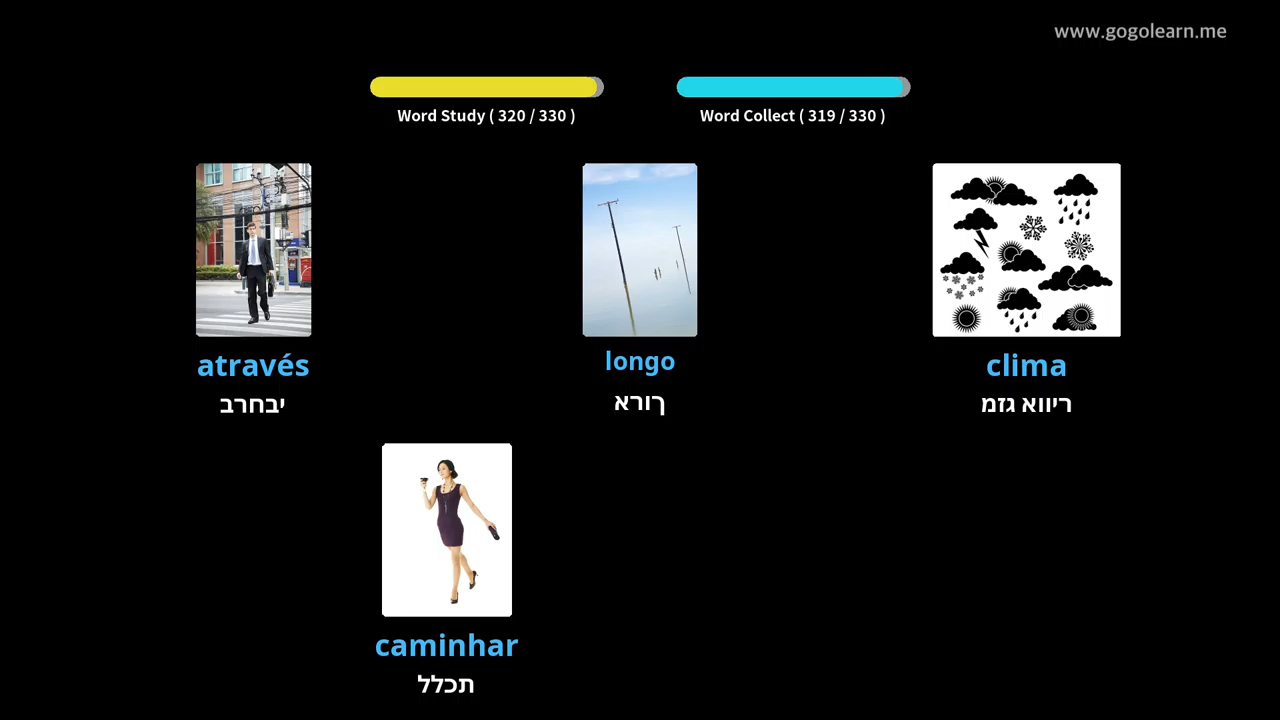 www.gogolearn.me
Word Study ( 320 / 330 )
Word Collect ( 319 / 330 )
através
יבחרב
longo
ךורא
clima
ריווא גזמ
caminhar
תכלל